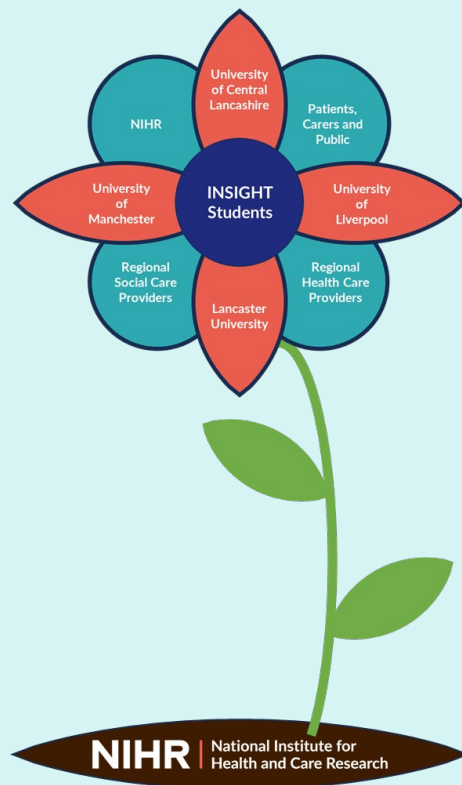 University
of Central
Lancashire
NIHR
Patients,
Carers and
Public
University
of
Manchester
INSIGHT
Students
University
of
Liverpool
Regional
Social Care
Providers
Lancaster
University
Regional
Health Care
Providers
NIHR | National Institute for
Health and Care Research